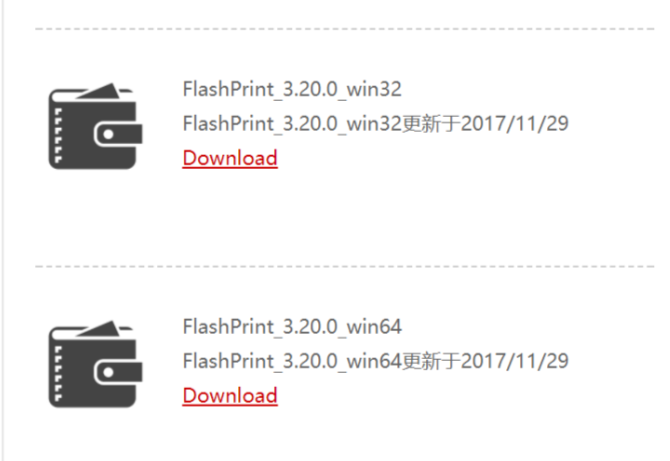 FlashPrint_3.20.0_win32
FlashPrint_3.20.0_win32更新于2017/11/29
Download
FlashPrint_3.20.0_win64
FlashPrint_3.20.0_win64更新于2017/11/29
Download